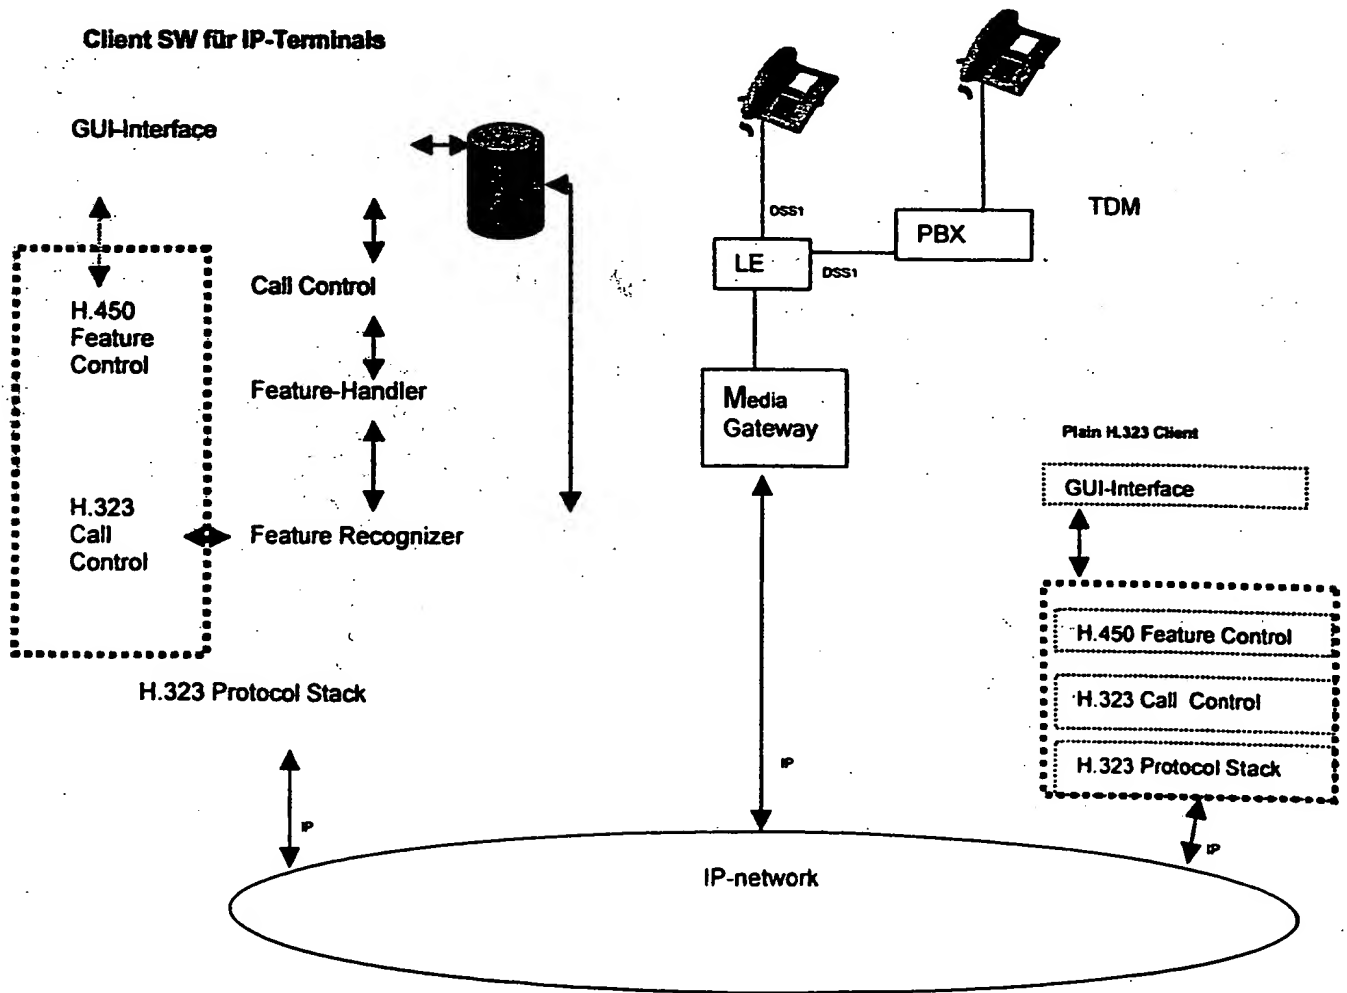 Client SW für IP-Terminals
GUI-Interface
H.450
Feature
Control
Call Control
Feature-Handler
H.323
Call
Control
Feature Recognizer
H.323 Protocol Stack
IP
DSS1
LE
DSS1
PBX
TDM
Media
Gateway
IP
Plain H.323 Client
GUI-Interface
H.450 Feature Control
H.323 Call Control
H.323 Protocol Stack
IP
IP-network